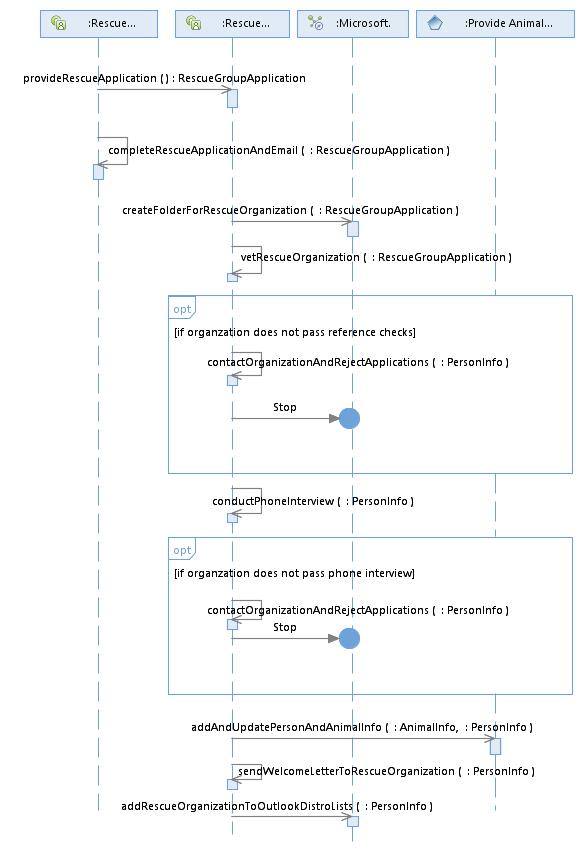 :Rescue... :Rescue... :Microsoft. :Provide Animal...
provideRescueApplication ( ) : RescueGroupApplication
completeRescueApplicationAndEmail ( : RescueGroupApplication )
createFolderForRescueOrganization ( : RescueGroupApplication )
vetRescueOrganization ( : RescueGroupApplication )
opt
[if organzation does not pass reference checks]
contactOrganizationAndRejectApplications ( : PersonInfo )
Stop
conductPhoneInterview ( : PersonInfo )
opt
[if organzation does not pass phone interview]
contactOrganizationAndRejectApplications ( : PersonInfo )
Stop
addAndUpdatePersonAndAnimalInfo ( : AnimalInfo, : PersonInfo )
sendWelcomeLetterToRescueOrganization ( : PersonInfo )
addRescueOrganizationToOutlookDistroLists ( : PersonInfo )